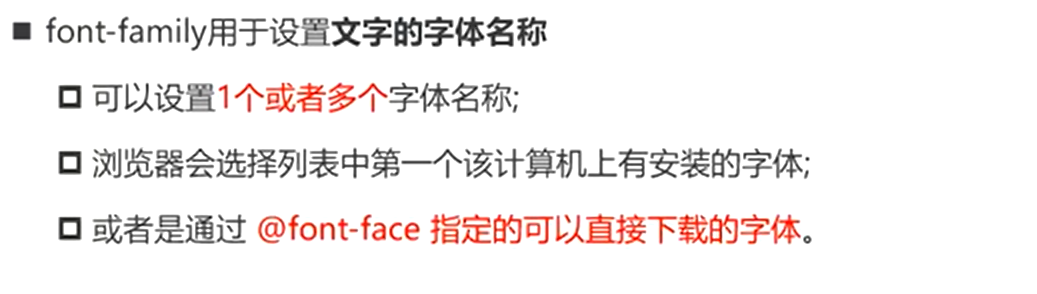 font-family用于设置文字的字体名称
可以设置1个或者多个字体名称;
浏览器会选择列表中第一个该计算机上有安装的字体;
或者是通过 @font-face 指定的可以直接下载的字体。